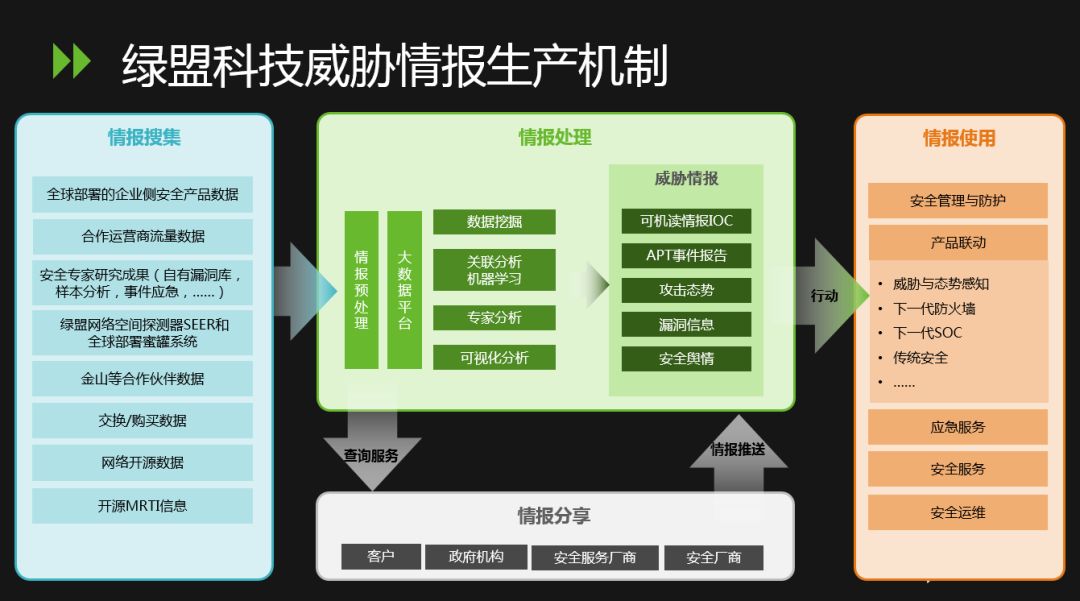 绿盟科技威胁情报生产机制
情报搜集
全球部署的企业侧安全产品数据
合作运营商流量数据
安全专家研究成果（自有漏洞库，
样本分析，事件应急，......）
绿盟网络空间探测器SEER和
全球部署蜜罐系统
金山等合作伙伴数据
交换/购买数据
网络开源数据
开源MRTI信息
情报处理
情报预处理
大数据平台
数据挖掘
关联分析
机器学习
专家分析
可视化分析
威胁情报
可机读情报IOC
APT事件报告
攻击态势
漏洞信息
安全舆情
查询服务
情报推送
情报分享
客户
政府机构
安全服务厂商
安全厂商
行动
情报使用
安全管理与防护
产品联动
• 威胁与态势感知
• 下一代防火墙
• 下一代SOC
• 传统安全
• ......
应急服务
安全服务
安全运维